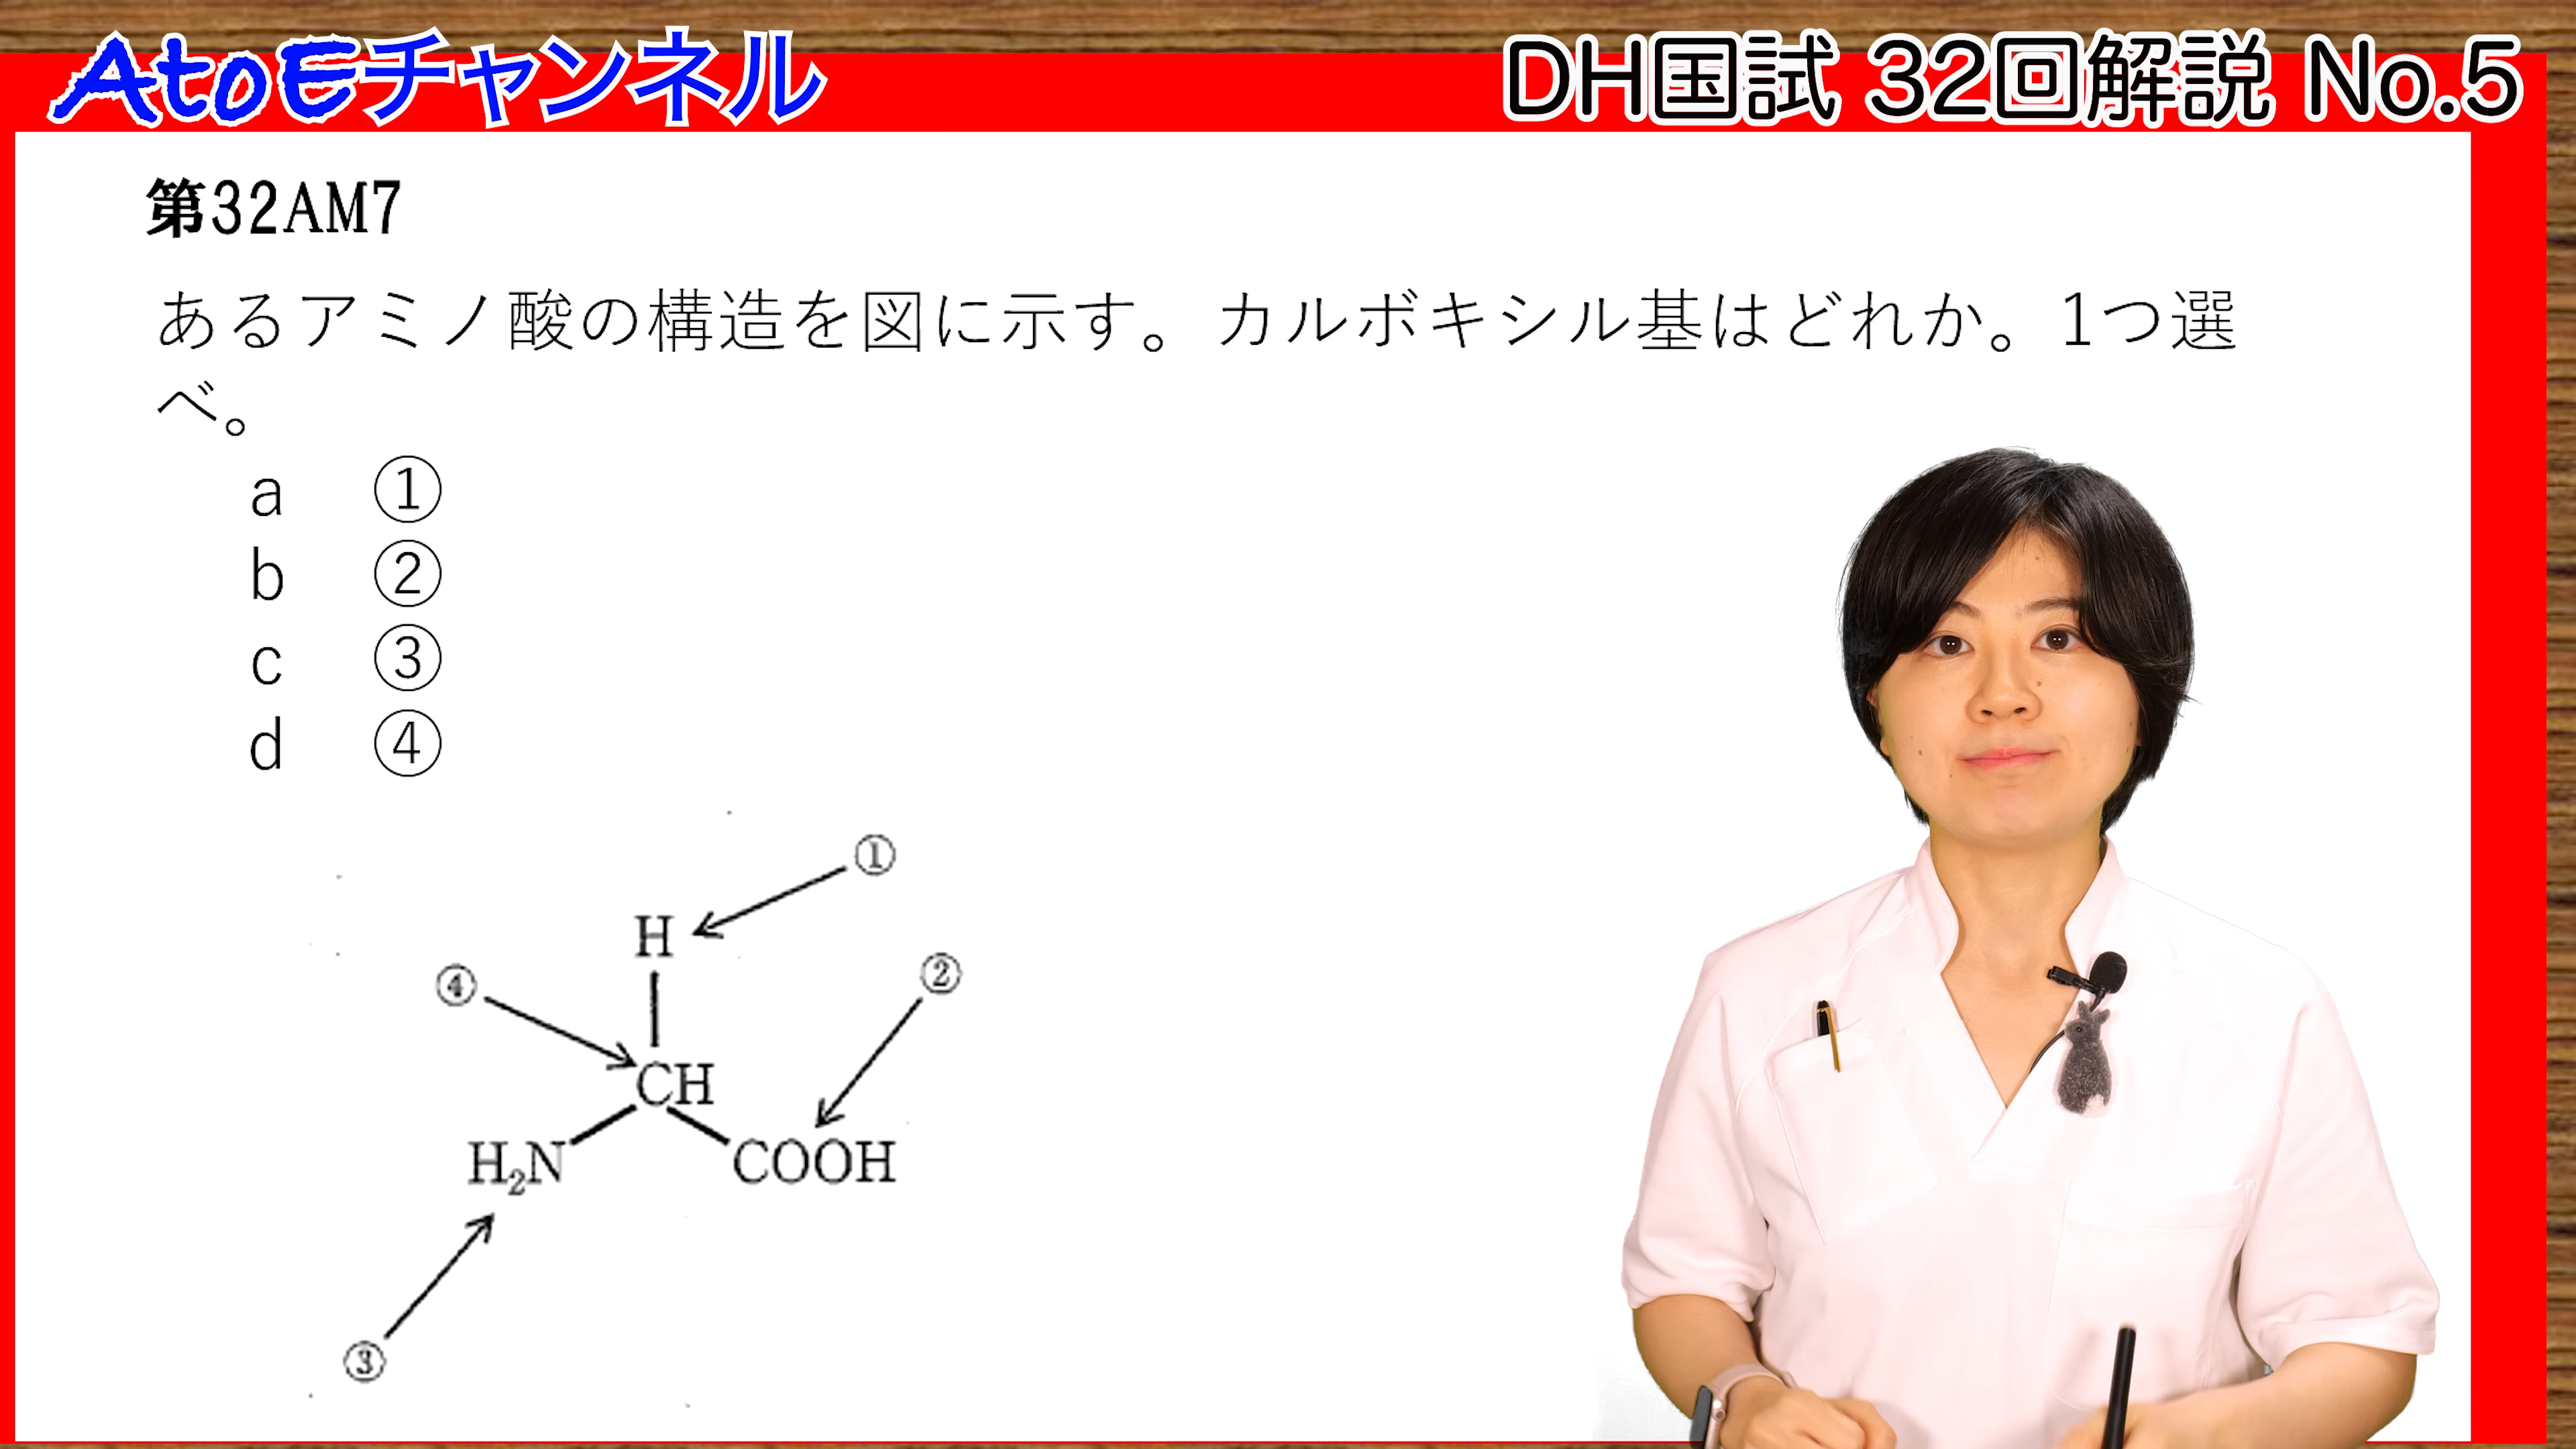 AtoEチャンネル
DH国試 32回解説 No.5
第32AM7
あるアミノ酸の構造を図に示す。カルボキシル基はどれか。1つ選
べ。
a ①
b ②
c ③
d ④
①
H
②
④
CH
H₂N
COOH
③